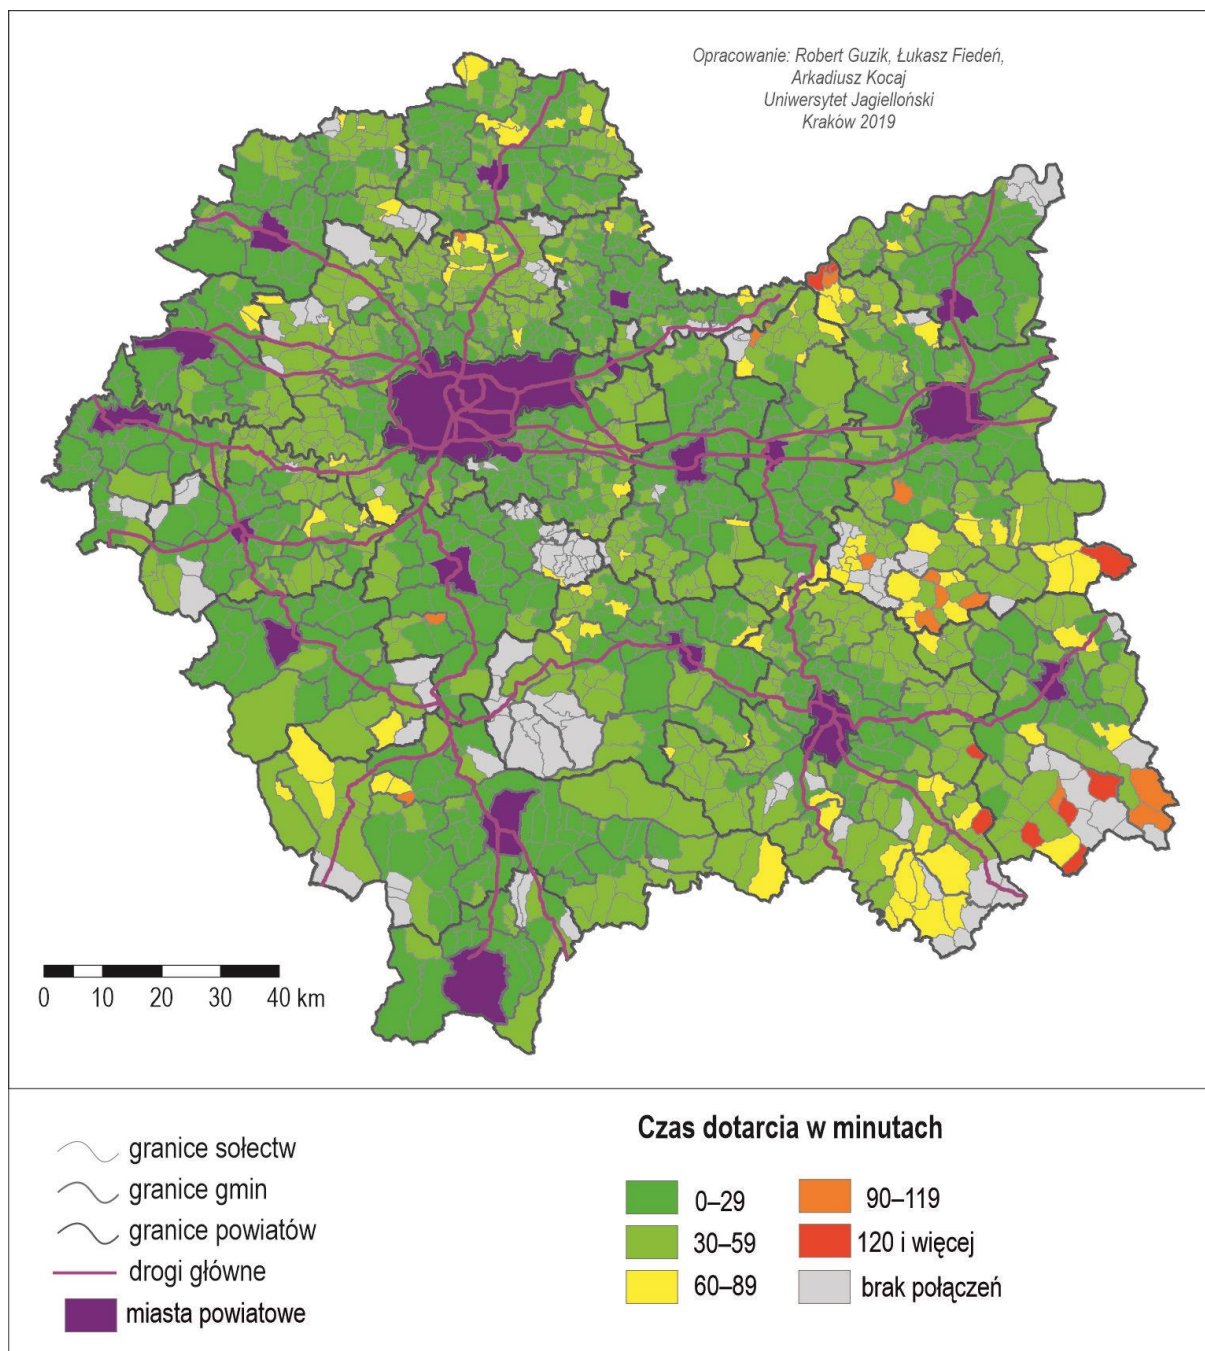 Opracowanie: Robert Guzik, Łukasz Fiedeń,
Arkadiusz Kocaj
Uniwersytet Jagielloński
Kraków 2019
0 10 20 30 40 km
granice sołectw
granice gmin
granice powiatów
drogi główne
miasta powiatowe
Czas dotarcia w minutach
0–29
30–59
60–89
90–119
120 i więcej
brak połączeń